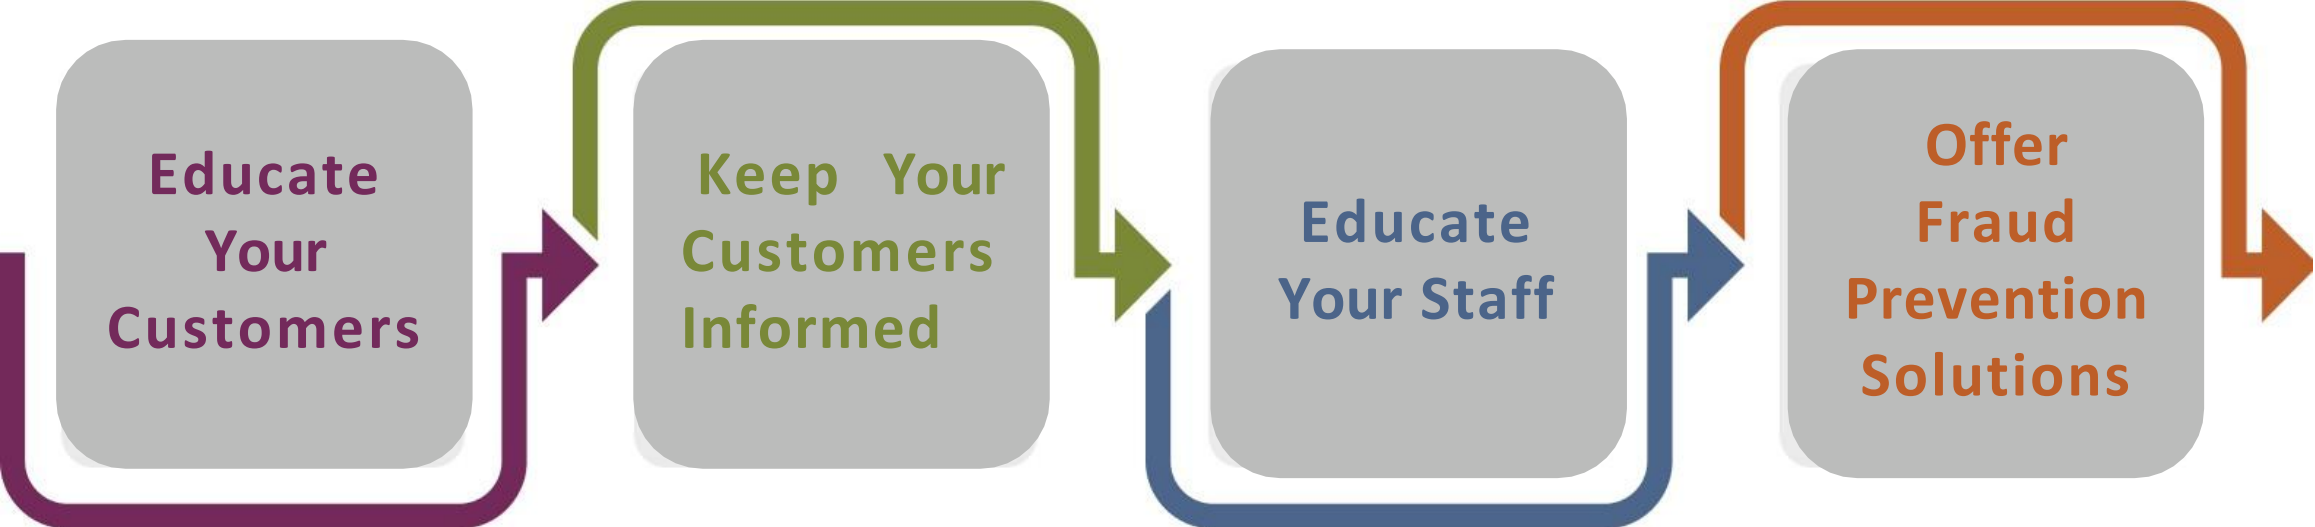 Educate
Your
Customers
Keep Your
Customers
Informed
Educate
Your Staff
Offer
Fraud
Prevention
Solutions